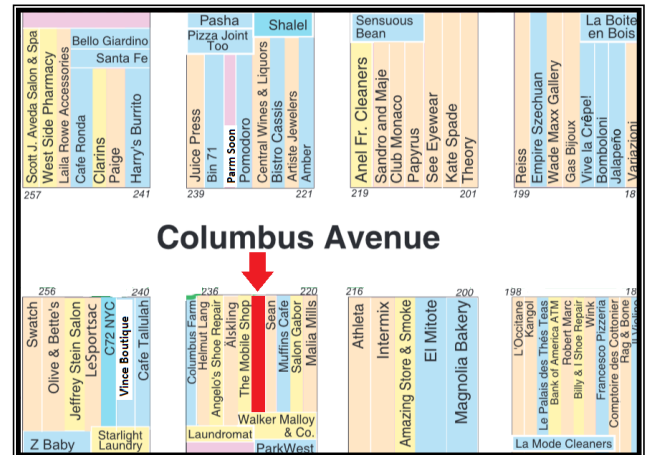 Scott J. Aveda Salon & Spa
West Side Pharmacy
Laila Rowe Accessories
Cafe Ronda
Bello Giardino
Santa Fe
Clarins
Paige
Harry's Burrito
257
241
Pasha
Pizza Joint
Too
Shalel
Juice Press
Bin 71
Parm Soon
Pomodoro
Central Wines & Liquors
Bistro Cassis
Artiste Jewelers
Amber
239
221
Sensuous
Bean
Anel Fr. Cleaners
Sandro and Maje
Club Monaco
Papyrus
See Eyewear
Kate Spade
Theory
219
201
La Boite
en Bois
Reiss
Empire Szechuan
Wade Maxx Gallery
Gas Bijoux
Vive la Crêpe!
Bomboloni
Jalapeño
Variazioni
199
18
Columbus Avenue
256
240
Swatch
Olive & Bette's
Jeffrey Stein Salon
LeSportsac
C72 NYC
Vince Boutique
Cafe Tallulah
Z Baby
Starlight
Laundry
236
220
Columbus Farm
Helmut Lang
Angelo's Shoe Repair
Alskling
The Mobile Shop
Sean
Muffins Cafe
Salon Gabor
Malia Mills
Walker Malloy
& Co.
Laundromat
ParkWest
216
200
Athleta
Intermix
Amazing Store & Smoke
El Mitote
Magnolia Bakery
198
18
L'Occitane
Kangol
Le Palais des Thés Teas
Bank of America ATM
Robert Marc
Billy & I Shoe Repair
Wink
Francesco Pizzeria
Comptoire des Cottonier
Rag & Bone
Il Violino
La Mode Cleaners